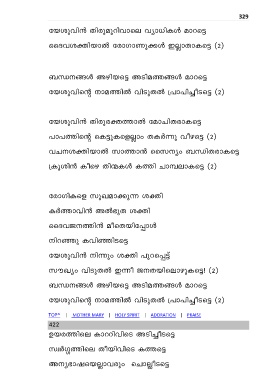 329
യേശുവിൻ തിരുമുറിവാലെ വ്യാധികൾ മാറട്ടെ
ദൈവശക്തിയാൽ രോഗാണുക്കൾ ഇല്ലാതാകട്ടെ (2)
ബന്ധനങ്ങൾ അഴിയട്ടെ അടിമത്തങ്ങൾ മാറട്ടെ
യേശുവിന്റെ നാമത്തിൽ വിടുതൽ പ്രാപിച്ചീടട്ടെ (2)
യേശുവിൻ തിരുരക്തത്താൽ മോചിതരാകട്ടെ
പാപത്തിന്റെ കെട്ടുകളെല്ലാം തകർന്നു വീഴട്ടെ (2)
വചനശക്തിയാൽ സാത്താൻ സൈന്യം ബന്ധിതരാകട്ടെ
ക്രൂശിൻ കീഴെ തിന്മകൾ കത്തി ചാമ്പലാകട്ടെ (2)
രോഗികളെ സുഖമാക്കുന്ന ശക്തി
കർത്താവിൻ അൽഭുത ശക്തി
ദൈവജനത്തിൻ മീതെയിപ്പോൾ
നിറഞ്ഞു കവിഞ്ഞിടട്ടെ
യേശുവിൻ നിന്നും ശക്തി പുറപ്പെട്ട്
സൗഖ്യം വിടുതൽ ഇന്നീ ജനതയിലൊഴുകട്ടെ! (2)
ബന്ധനങ്ങൾ അഴിയട്ടെ അടിമത്തങ്ങൾ മാറട്ടെ
യേശുവിന്റെ നാമത്തിൽ വിടുതൽ പ്രാപിച്ചീടട്ടെ (2)
TOP^ | MOTHER MARY | HOLY SPIRIT | ADORATION | PRAISE
422
ഉയരത്തിലെ കാററിവിടെ അടിച്ചീടട്ടെ
സ്വർഗ്ഗത്തിലെ തീയിവിടെ കത്തട്ടെ
അന്യഭാഷയെല്ലാവരും ചൊല്ലീടട്ടെ